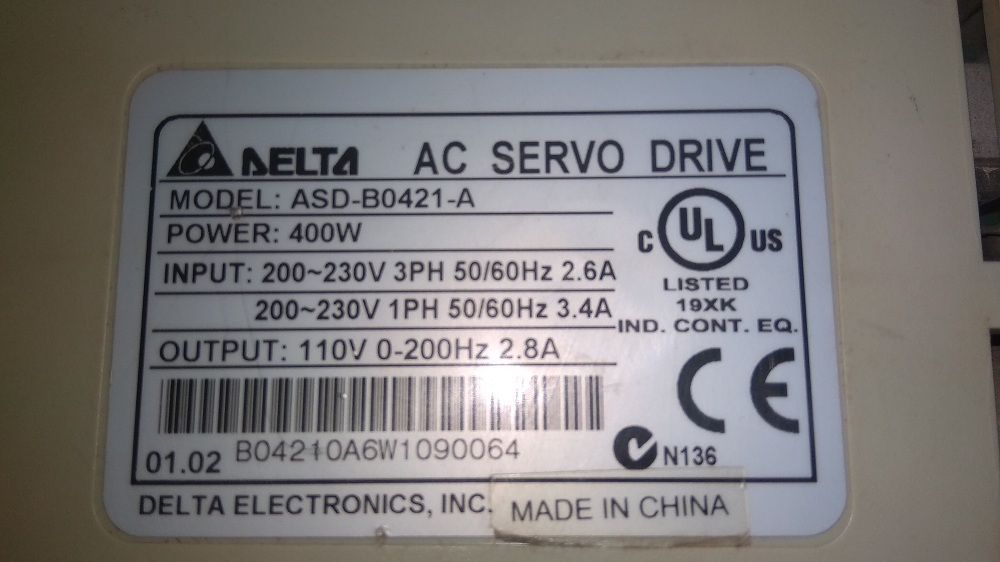 DELTA AC SERVO DRIVE
MODEL: ASD-B0421-A
POWER: 400W
INPUT: 200~230V 3PH 50/60Hz 2.6A
200~230V 1PH 50/60Hz 3.4A
OUTPUT: 110V 0-200Hz 2.8A
C UL US
LISTED
19XK
IND. CONT. EQ.
CE
01.02 B04210A6W1090064
N136
DELTA ELECTRONICS, INC. MADE IN CHINA